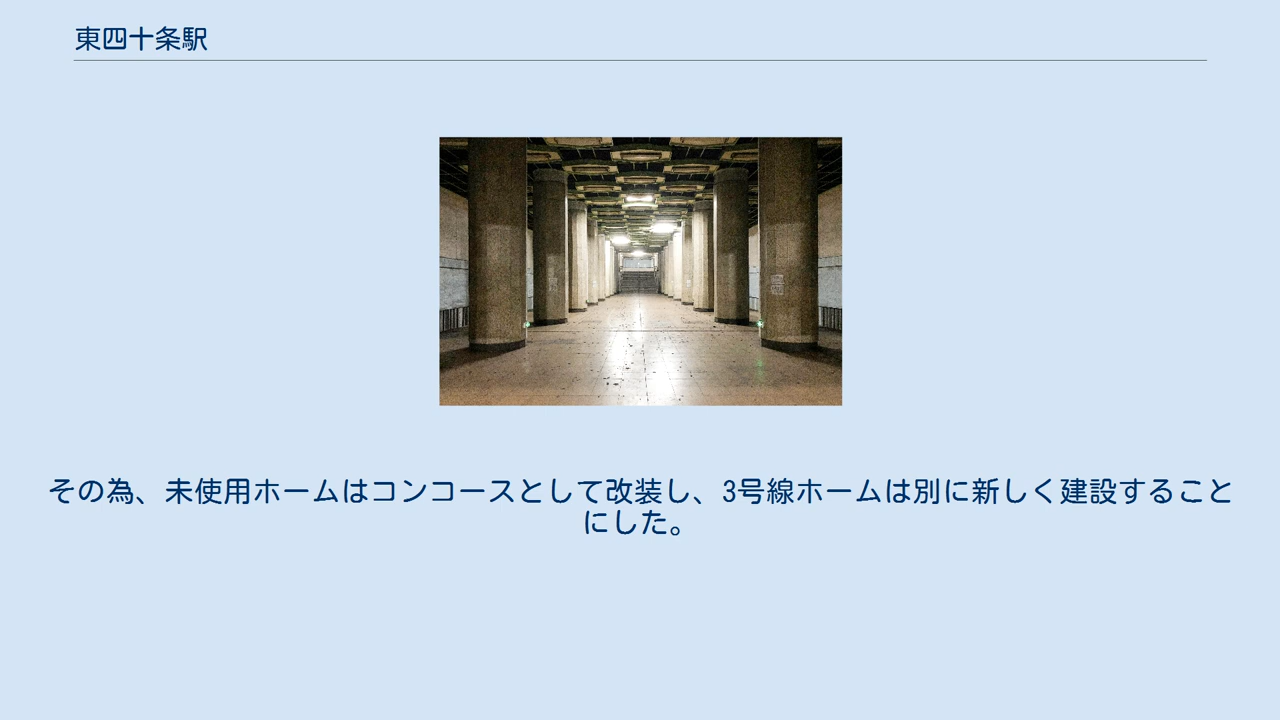 東四十条駅
その為、未使用ホームはコンコースとして改装し、3号線ホームは別に新しく建設すること
にした。